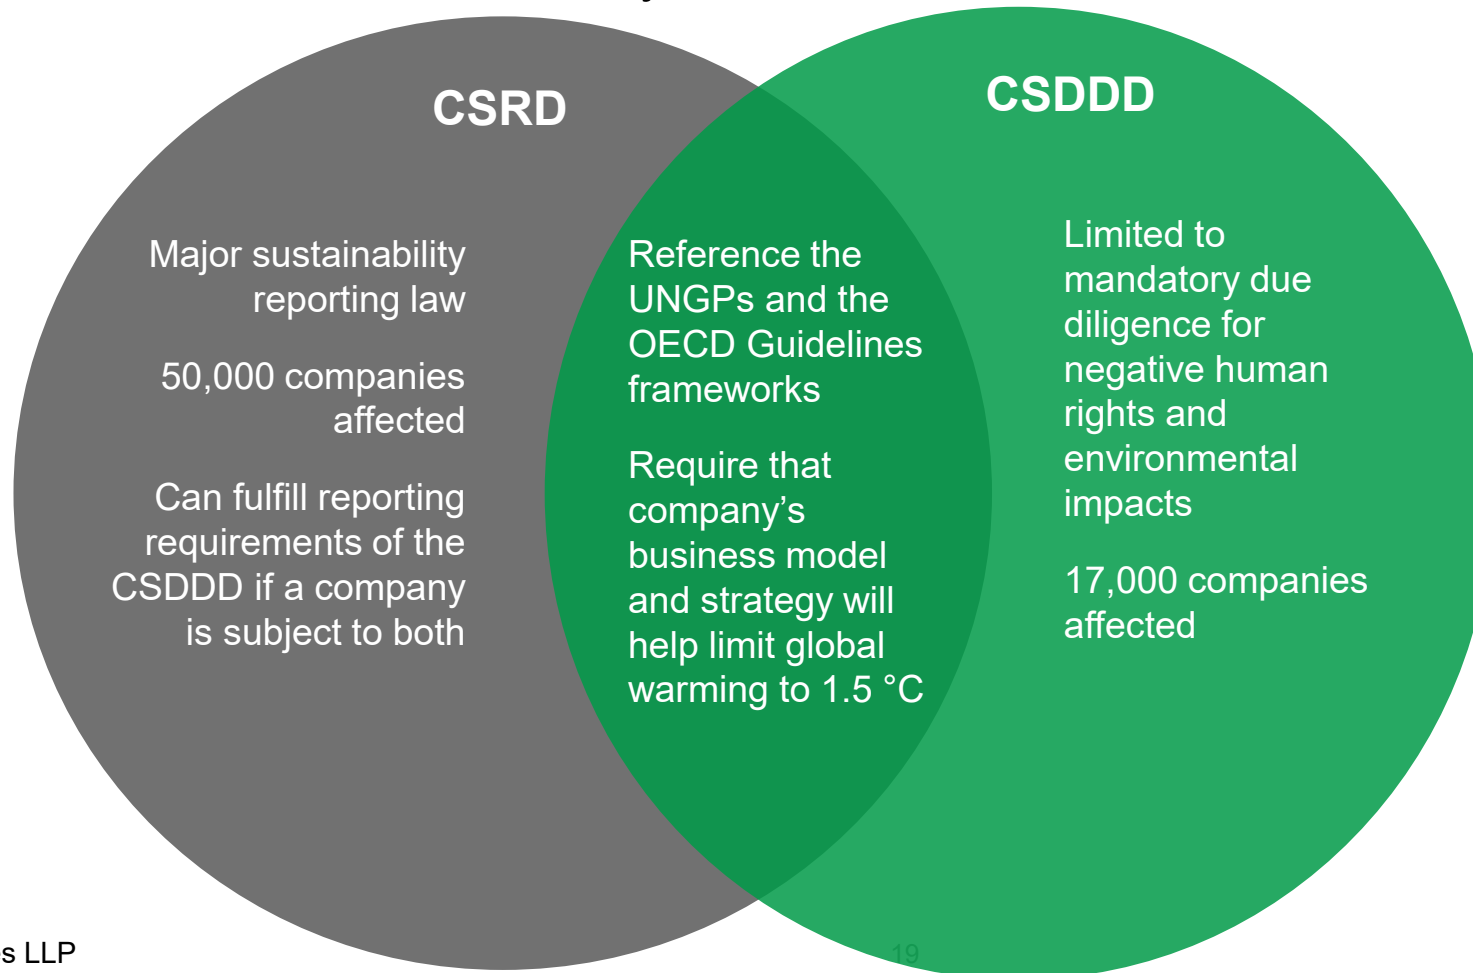 CSRD
Major sustainability
reporting law
50,000 companies
affected
Can fulfill reporting
requirements of the
CSDDD if a company
is subject to both
Reference the
UNGPs and the
OECD Guidelines
frameworks
Require that
company’s
business model
and strategy will
help limit global
warming to 1.5 °C
CSDDD
Limited to
mandatory due
diligence for
negative human
rights and
environmental
impacts
17,000 companies
affected
s LLP
19